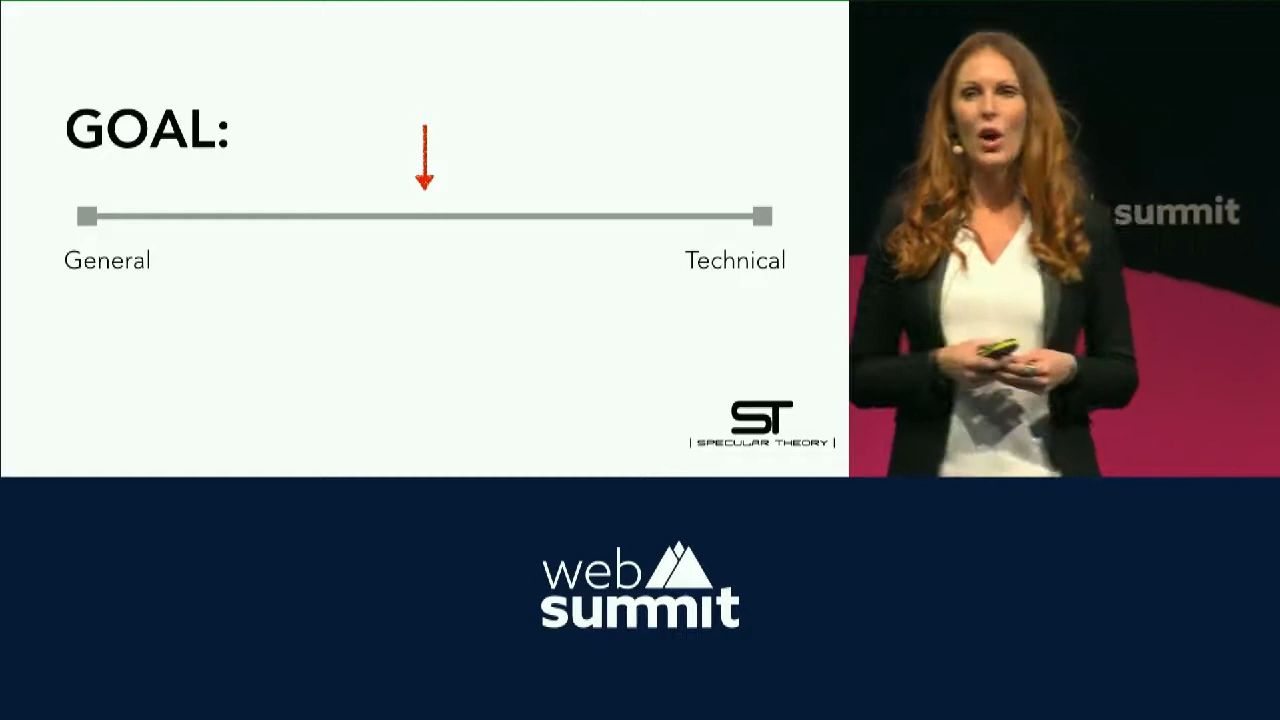 GOAL:
General
Technical
ST
| SPECULAR THEORY |
summit
web
summit